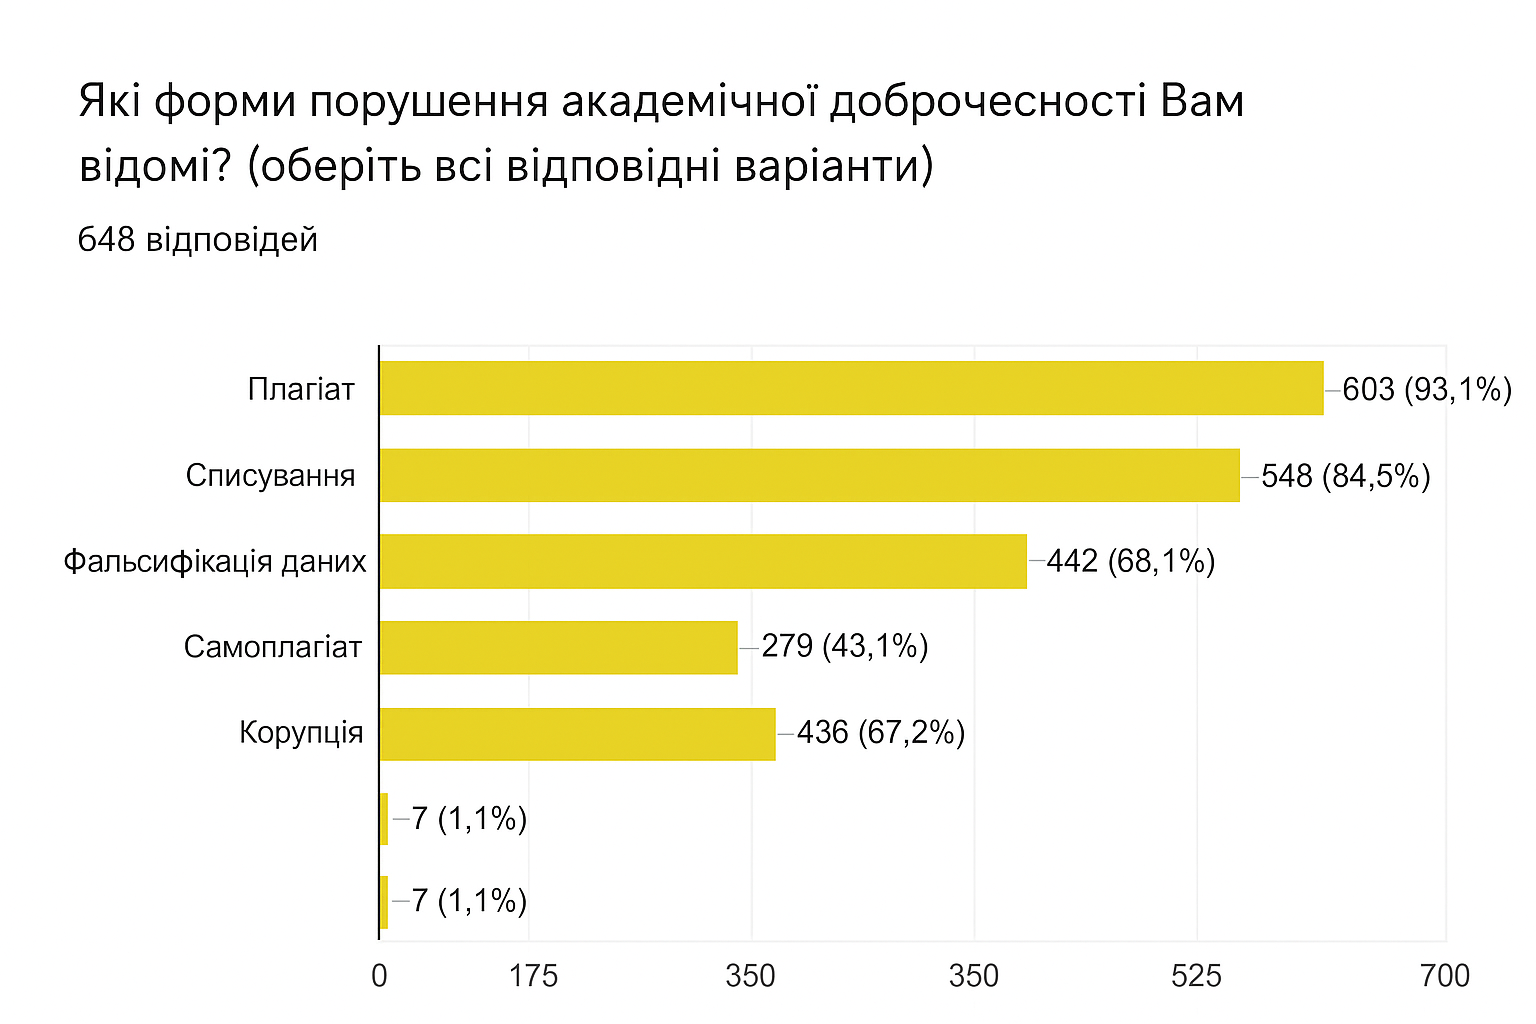 Які форми порушення академічної доброчесності Вам
відомі? (оберіть всі відповідні варіанти)
648 відповідей
Плагіат 603 (93,1%)
Списування 548 (84,5%)
Фальсифікація даних 442 (68,1%)
Самоплагіат 279 (43,1%)
Корупція 436 (67,2%)
7 (1,1%)
7 (1,1%)
0 175 350 350 525 700